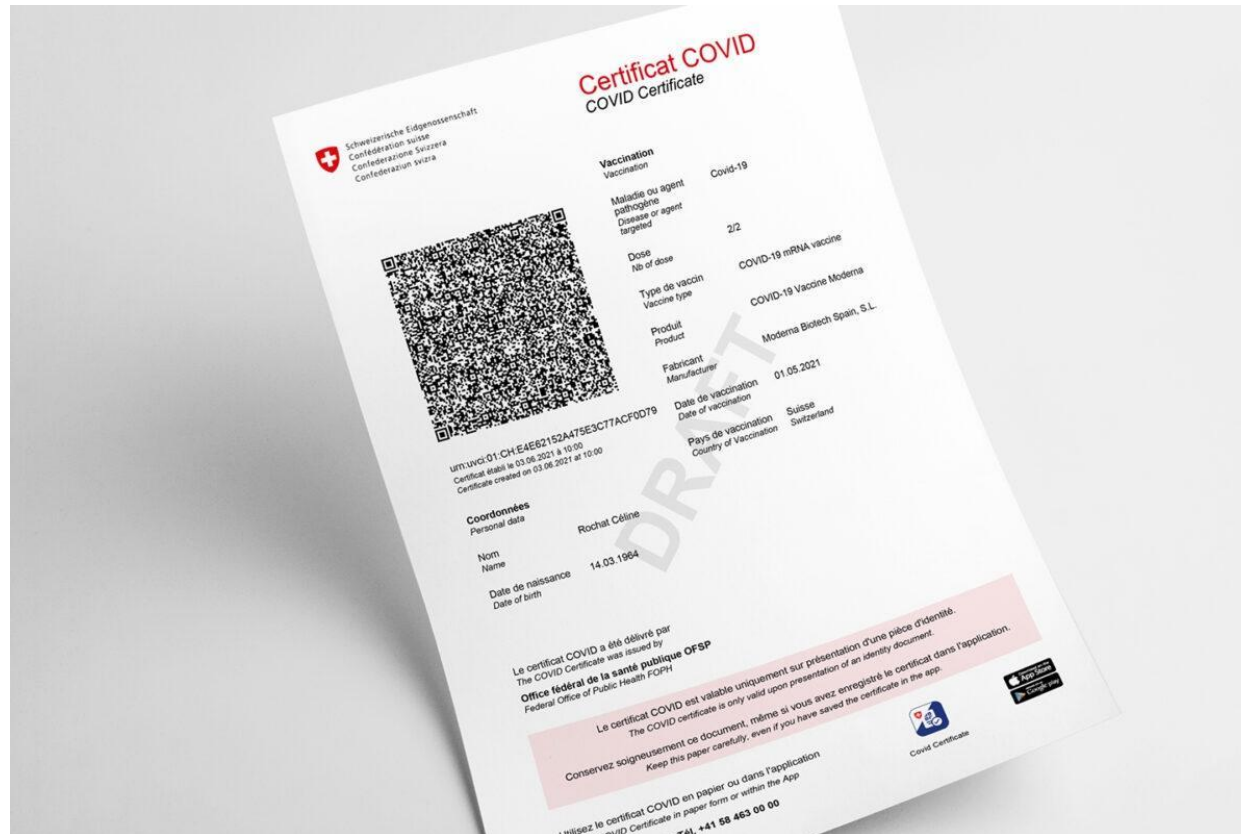 Schweizerische Eidgenossenschaft
Confédération suisse
Confederazione Svizzera
Confederaziun svizra
Certificat COVID
COVID Certificate
urn:uvci:01:CH:E4E62152A475E3C77ACF0D79
Certificat établi le 03.06.2021 à 10:00
Certificate created on 03.06.2021 at 10:00
Coordonnées
Personal data
Nom Rochat Céline
Name
Date de naissance 14.03.1964
Date of birth
Vaccination
Vaccination
Maladie ou agent Covid-19
pathogène
Disease or agent
targeted
Dose 2/2
Nb of dose
Type de vaccin COVID-19 mRNA vaccine
Vaccine type
Produit COVID-19 Vaccine Moderna
Product
Fabricant Moderna Biotech Spain, S.L.
Manufacturer
Date de vaccination 01.05.2021
Date of vaccination
Pays de vaccination Suisse
Country of Vaccination Switzerland
DRAFT
Le certificat COVID a été délivré par
The COVID Certificate was issued by
Office fédéral de la santé publique OFSP
Federal Office of Public Health FOPH
Le certificat COVID est valable uniquement sur présentation d'une pièce d'identité.
The COVID certificate is only valid upon presentation of an identity document.
Conservez soigneusement ce document, même si vous avez enregistré le certificat dans l'application.
Keep this paper carefully, even if you have saved the certificate in the app.
Utilisez le certificat COVID en papier ou dans l'application
COVID Certificate in paper form or within the App
Tél. +41 58 463 00 00
Covid Certificate
App Store
Google play